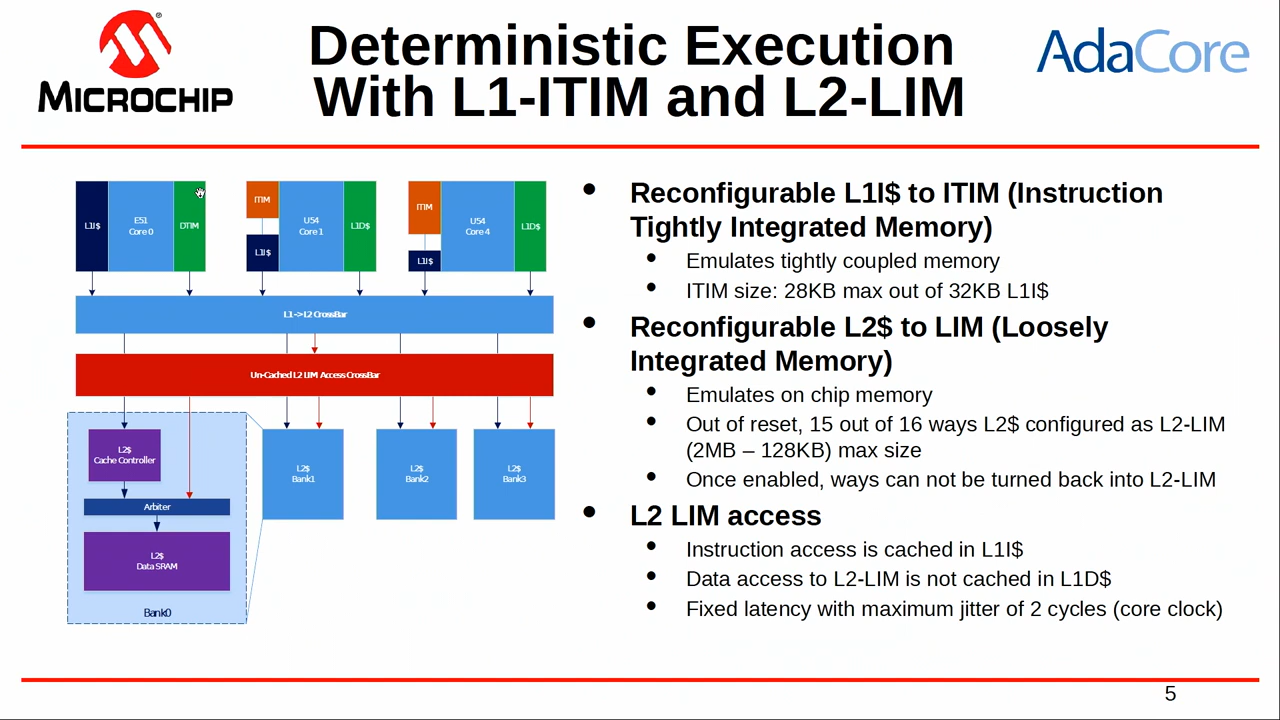 MICROCHIP
Deterministic Execution
With L1-ITIM and L2-LIM
AdaCore
L1I$
E51
Core 0
DTIM
ITIM
L1I$
U54
Core 1
L1D$
ITIM
L1I$
U54
Core 4
L1D$
L1 -> L2 CrossBar
Un-Cached L2 LIM Access CrossBar
L2$
Cache Controller
Arbiter
L2$
Data SRAM
Bank0
L2$
Bank1
L2$
Bank2
L2$
Bank3
• Reconfigurable L1I$ to ITIM (Instruction
Tightly Integrated Memory)
• Emulates tightly coupled memory
• ITIM size: 28KB max out of 32KB L1I$
• Reconfigurable L2$ to LIM (Loosely
Integrated Memory)
• Emulates on chip memory
• Out of reset, 15 out of 16 ways L2$ configured as L2-LIM
(2MB – 128KB) max size
• Once enabled, ways can not be turned back into L2-LIM
• L2 LIM access
• Instruction access is cached in L1I$
• Data access to L2-LIM is not cached in L1D$
• Fixed latency with maximum jitter of 2 cycles (core clock)
5